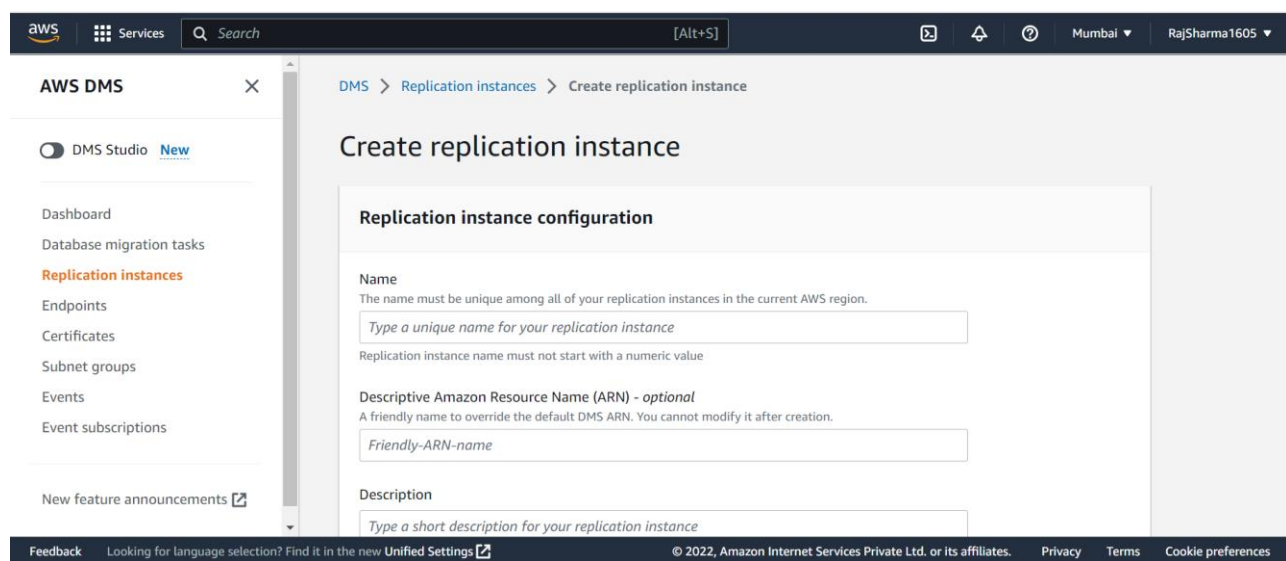 aws Services Search [Alt+S] Mumbai ▼ RajSharma1605 ▼
AWS DMS
DMS Studio New
Dashboard
Database migration tasks
Replication instances
Endpoints
Certificates
Subnet groups
Events
Event subscriptions
New feature announcements
DMS > Replication instances > Create replication instance
Create replication instance
Replication instance configuration
Name
The name must be unique among all of your replication instances in the current AWS region.
Type a unique name for your replication instance
Replication instance name must not start with a numeric value
Descriptive Amazon Resource Name (ARN) - optional
A friendly name to override the default DMS ARN. You cannot modify it after creation.
Friendly-ARN-name
Description
Type a short description for your replication instance
Feedback Looking for language selection? Find it in the new Unified Settings © 2022, Amazon Internet Services Private Ltd. or its affiliates. Privacy Terms Cookie preferences